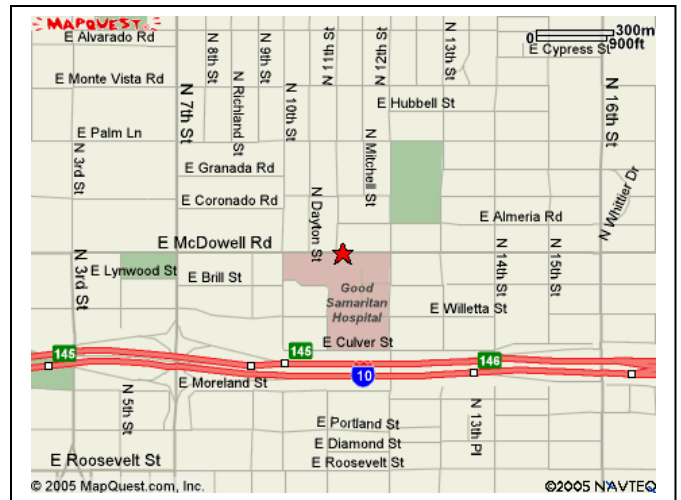 MAPQUEST
300m
0
900ft
E Alvarado Rd
N 8th St
N 9th St
N 11th St
N 12th St
N 13th St
E Cypress St
E Monte Vista Rd
N 7th St
N Richland St
N 10th St
E Hubbell St
N 16th St
E Palm Ln
N 3rd St
N Mitchell St
E Granada Rd
N Whittier Dr
E Coronado Rd
N Dayton St
E Almeria Rd
E McDowell Rd
N 3rd St
E Lynwood St
E Brill St
N 14th St
N 15th St
Good
Samaritan
Hospital
E Willetta St
E Culver St
145
145
146
10
E Moreland St
N 5th St
N 13th Pl
E Portland St
E Diamond St
E Roosevelt St
E Roosevelt St
© 2005 MapQuest.com, Inc.
©2005 NAVTEQ